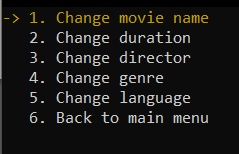 -> 1. Change movie name
2. Change duration
3. Change director
4. Change genre
5. Change language
6. Back to main menu